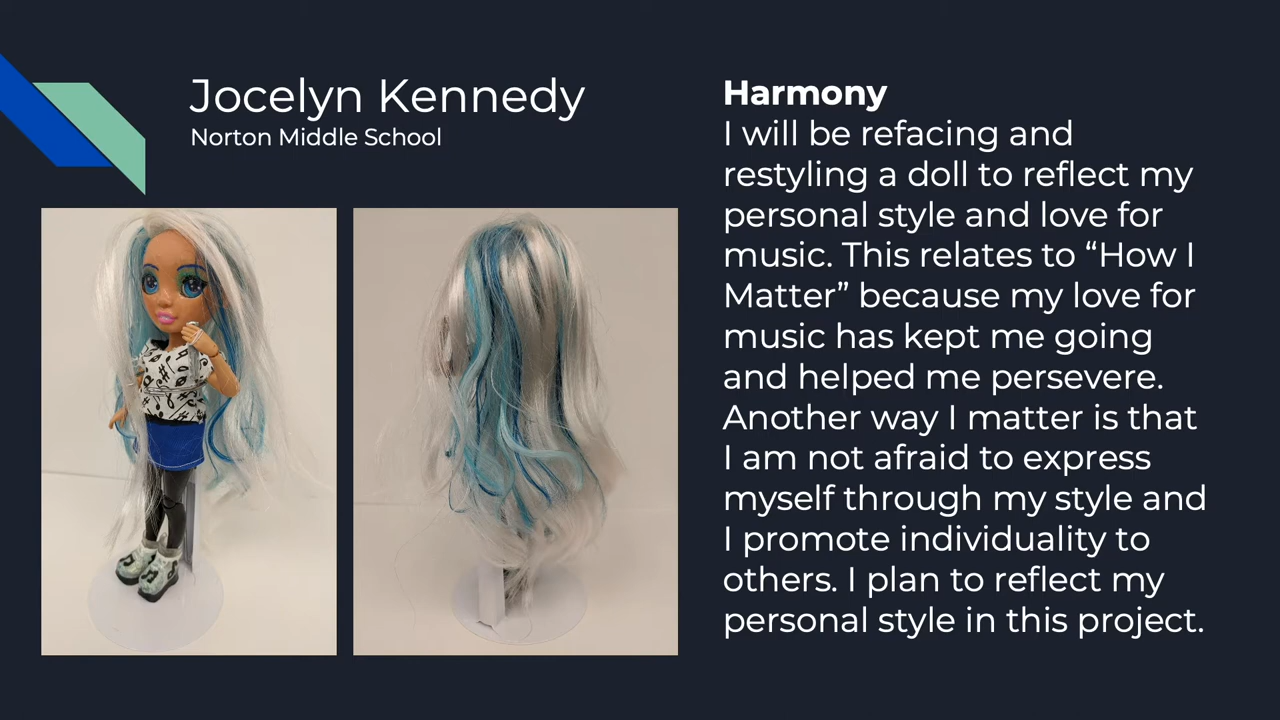 Jocelyn Kennedy
Norton Middle School
Harmony
I will be refacing and
restyling a doll to reflect my
personal style and love for
music. This relates to “How I
Matter” because my love for
music has kept me going
and helped me persevere.
Another way I matter is that
I am not afraid to express
myself through my style and
I promote individuality to
others. I plan to reflect my
personal style in this project.